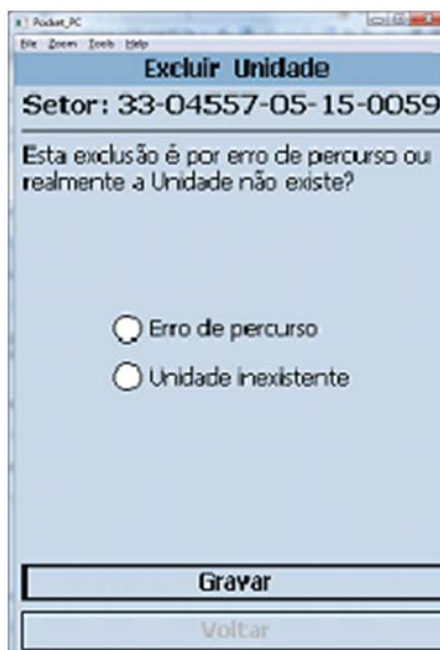 Pocket_PC
File Zoom Tools Help
Excluir Unidade
Setor: 33-04557-05-15-0059
Esta exclusão é por erro de percurso ou
realmente a Unidade não existe?
Erro de percurso
Unidade inexistente
Gravar
Voltar